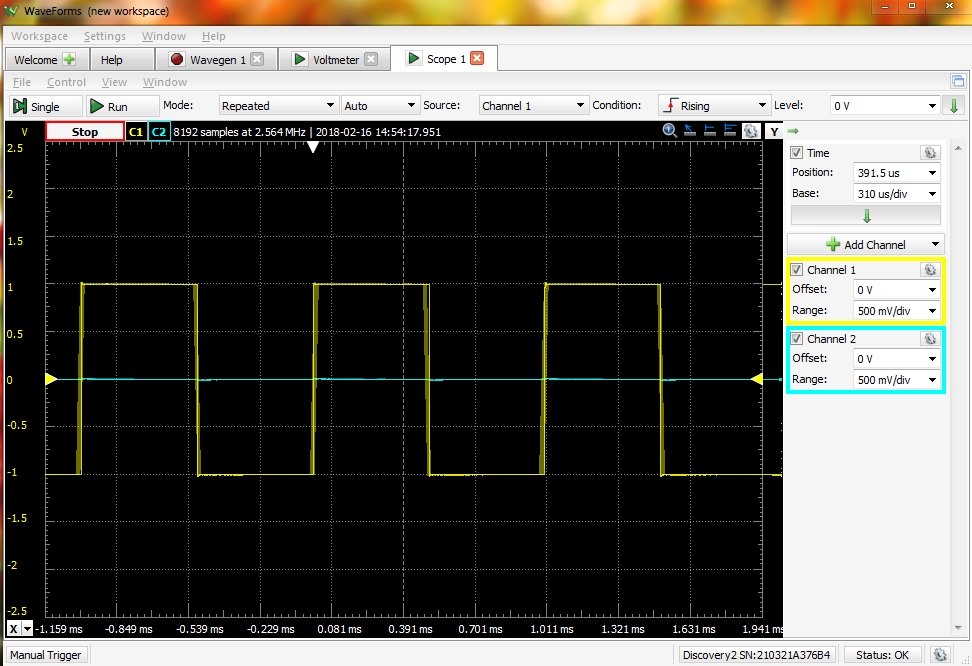 WaveForms (new workspace)
Workspace Settings Window Help
Welcome Help Wavegen 1 Voltmeter Scope 1
File Control View Window
Single Run Mode: Repeated Auto Source: Channel 1 Condition: Rising Level: 0 V
V Stop C1 C2 8192 samples at 2.564 MHz | 2018-02-16 14:54:17.951 Y
2.5
2
1.5
1
0.5
0
-0.5
-1
-1.5
-2
-2.5
X -1.159 ms -0.849 ms -0.539 ms -0.229 ms 0.081 ms 0.391 ms 0.701 ms 1.011 ms 1.321 ms 1.631 ms 1.941 ms
Time
Position: 391.5 us
Base: 310 us/div
Add Channel
Channel 1
Offset: 0 V
Range: 500 mV/div
Channel 2
Offset: 0 V
Range: 500 mV/div
Manual Trigger Discovery2 SN:210321A376B4 Status: OK